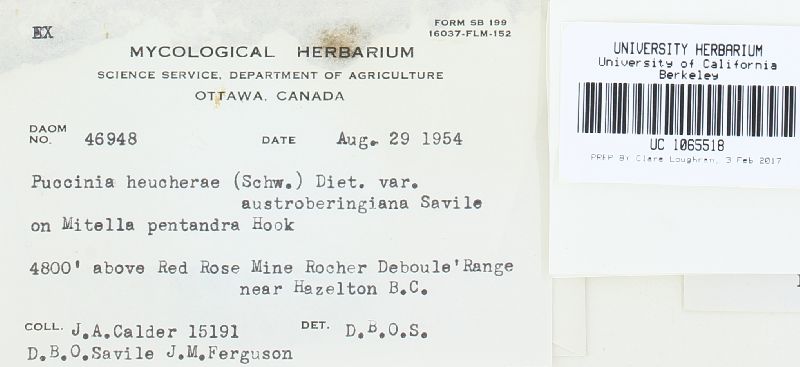 EX
FORM SB 199
16037-FLM-152
MYCOLOGICAL HERBARIUM
SCIENCE SERVICE, DEPARTMENT OF AGRICULTURE
OTTAWA, CANADA
DAOM NO. 46948 DATE Aug. 29 1954
Puccinia heucherae (Schw.) Diet. var.
austroberingiana Savile
on Mitella pentandra Hook
4800' above Red Rose Mine Rocher Deboule'Range
near Hazelton B.C.
COLL. J.A.Calder 15191 DET. D.B.O.S.
D.B.O.Savile J.M.Ferguson
UNIVERSITY HERBARIUM
University of California
Berkeley
UC 1065518
PREP BY Clare Loughran, 3 Feb 2017